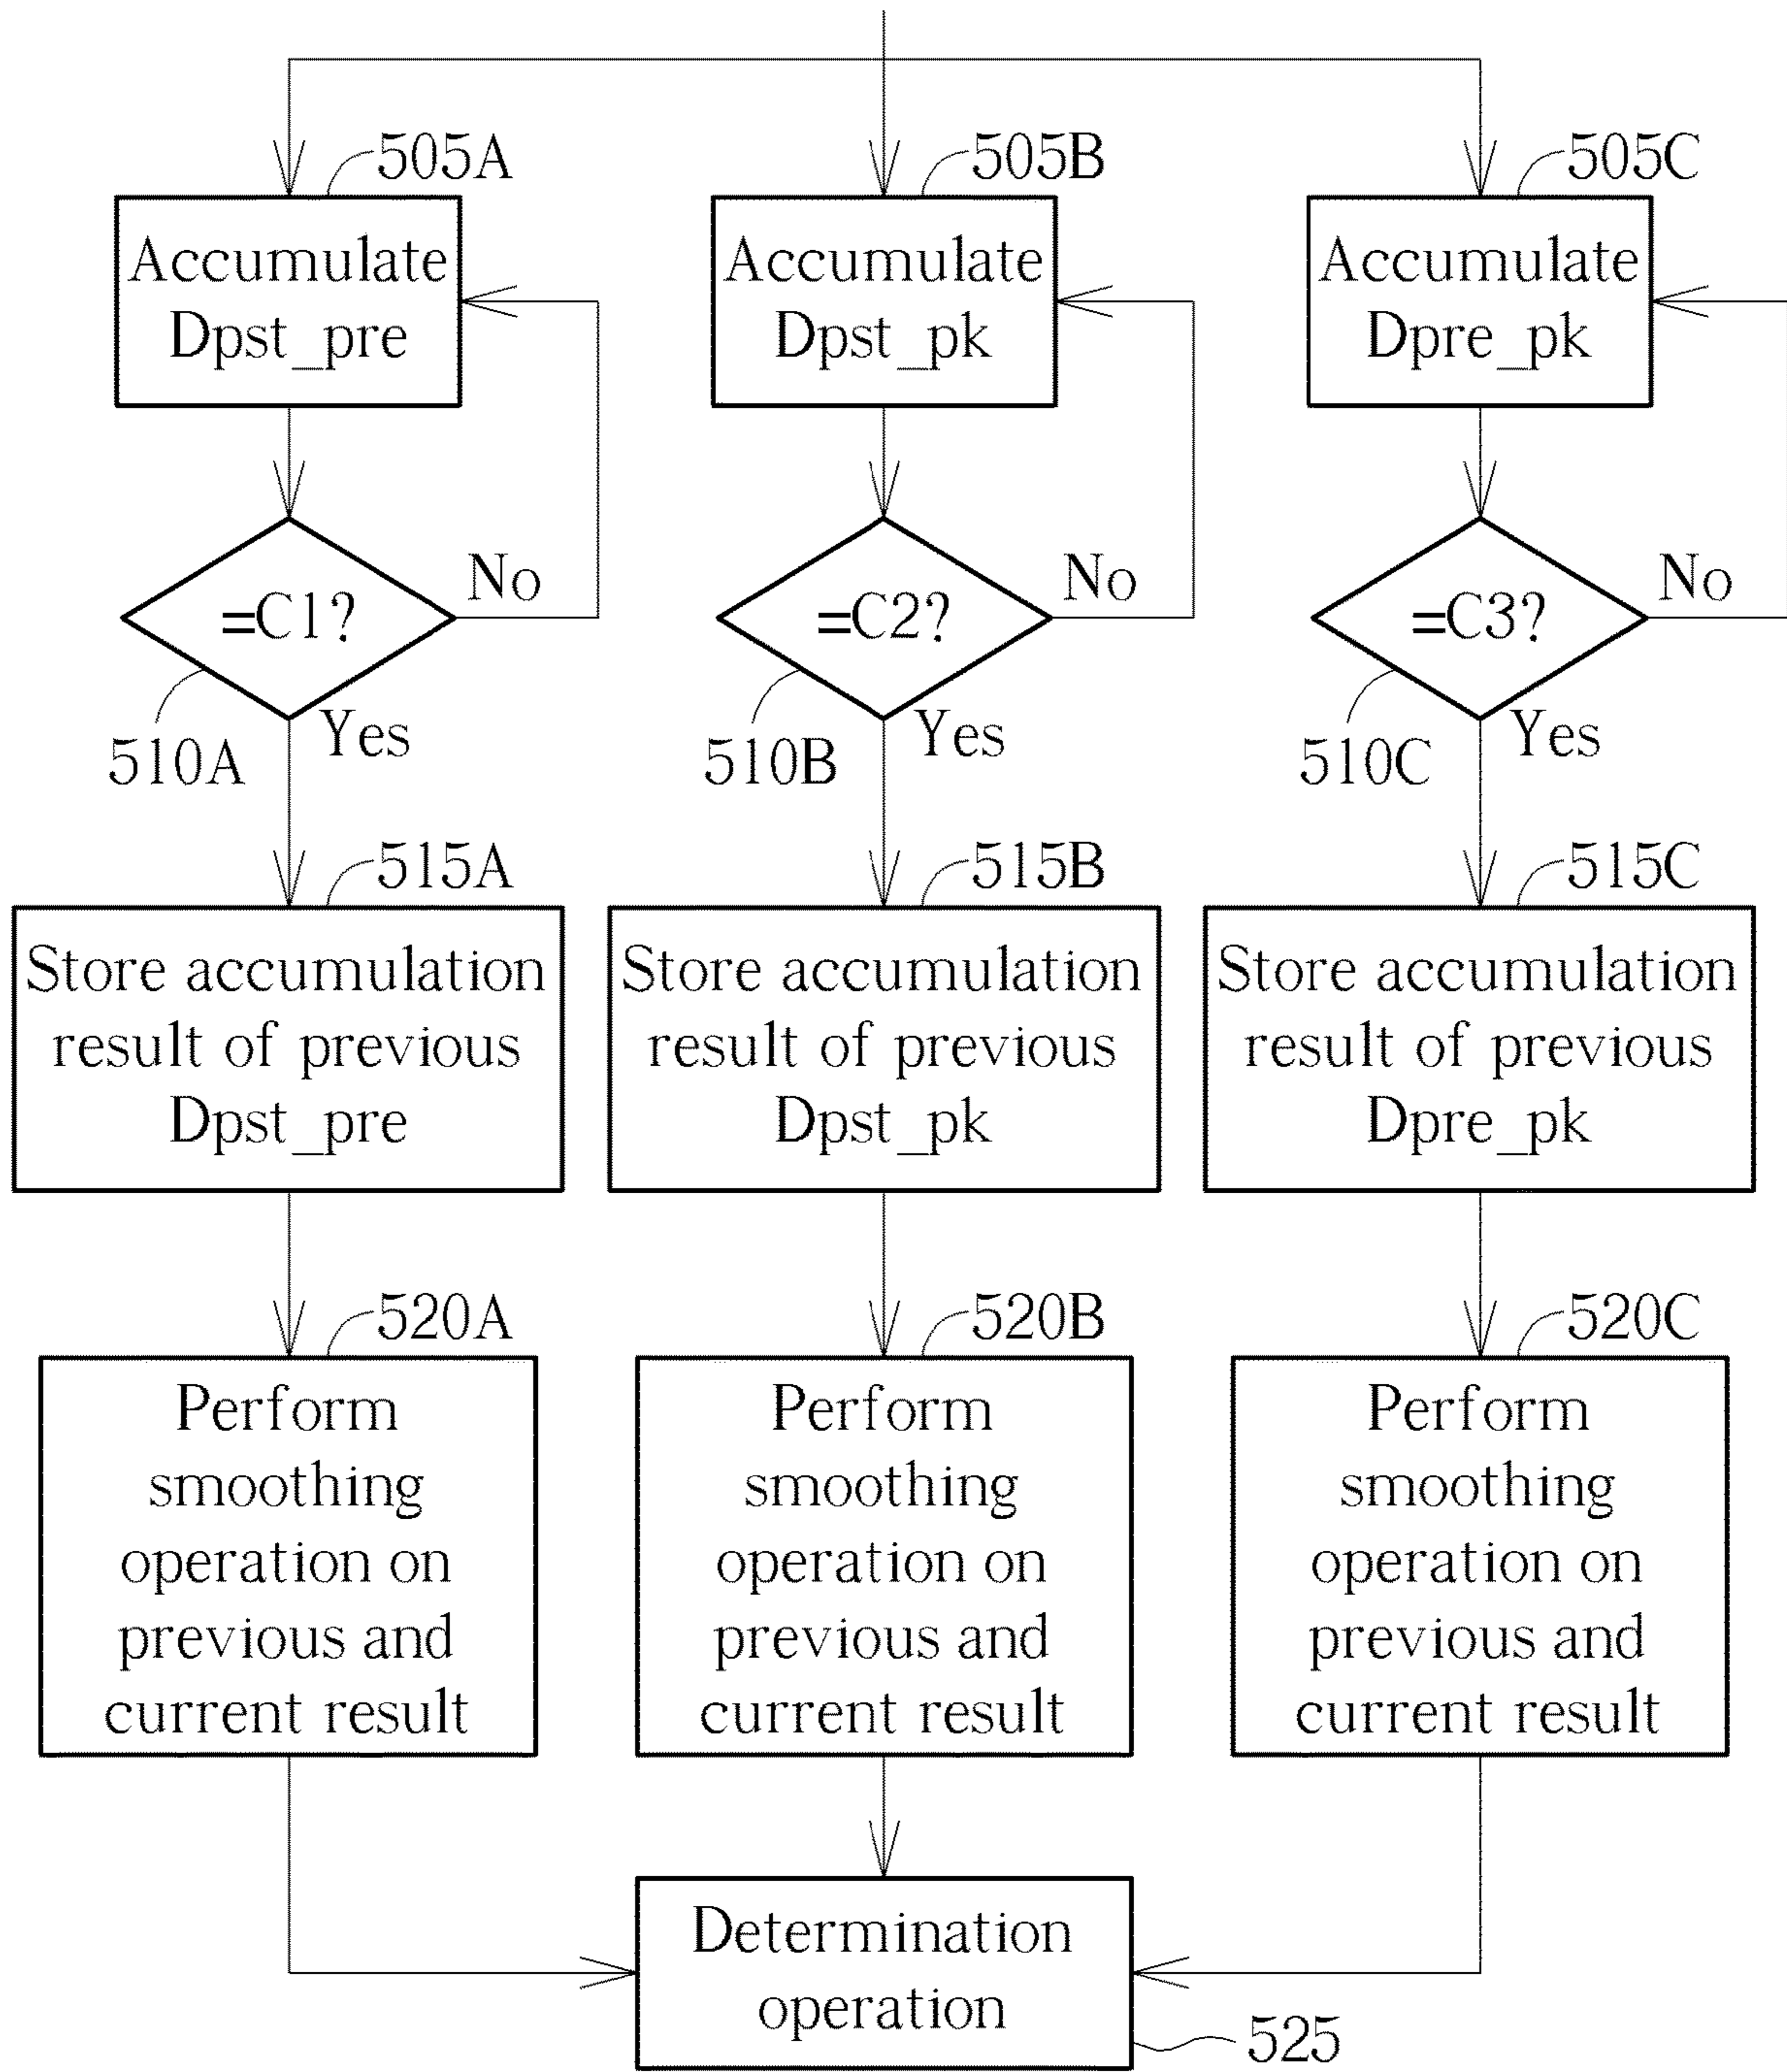 505A
505B
505C
Accumulate
Dpst_pre
Accumulate
Dpst_pk
Accumulate
Dpre_pk
=C1?
No
=C2?
No
=C3?
No
510A
Yes
510B
Yes
510C
Yes
515A
515B
515C
Store accumulation
result of previous
Dpst_pre
Store accumulation
result of previous
Dpst_pk
Store accumulation
result of previous
Dpre_pk
520A
520B
520C
Perform
smoothing
operation on
previous and
current result
Perform
smoothing
operation on
previous and
current result
Perform
smoothing
operation on
previous and
current result
Determination
operation
525